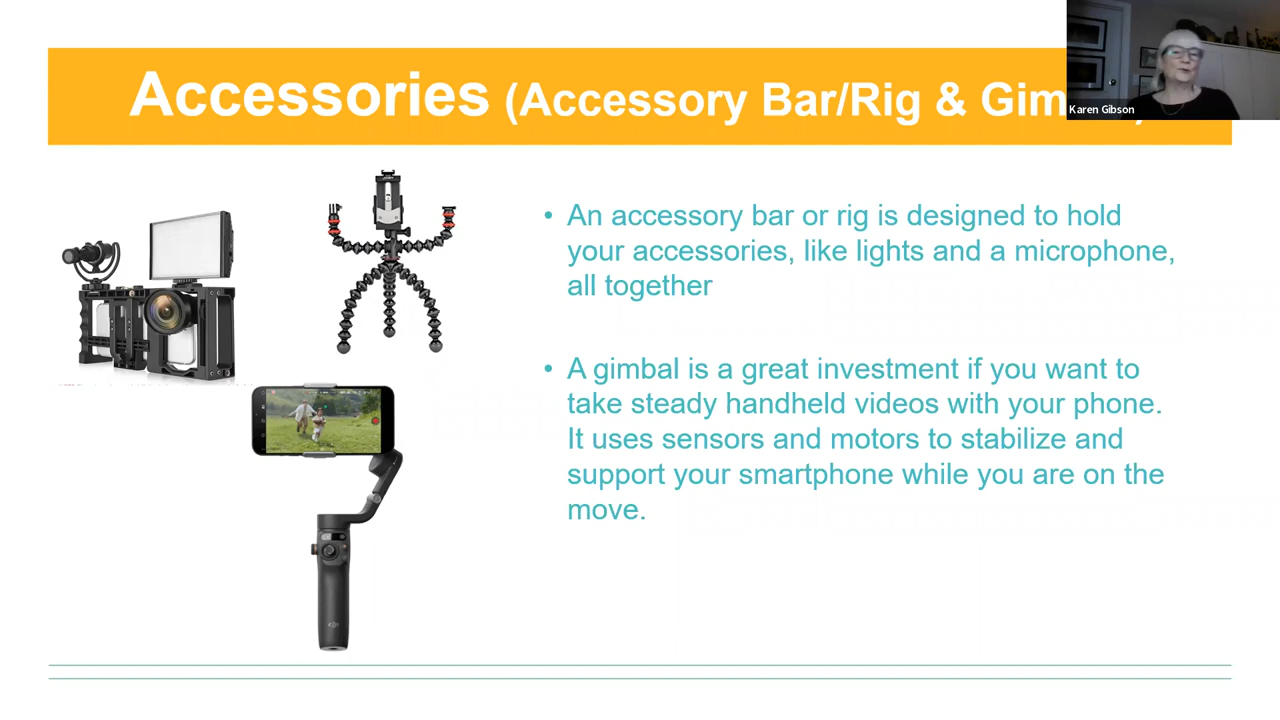 Accessories (Accessory Bar/Rig & Gim
Karen Gibson
• An accessory bar or rig is designed to hold
your accessories, like lights and a microphone,
all together
• A gimbal is a great investment if you want to
take steady handheld videos with your phone.
It uses sensors and motors to stabilize and
support your smartphone while you are on the
move.